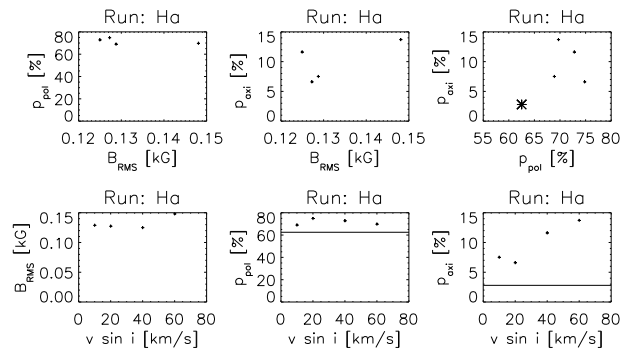 Run: Ha
Run: Ha
Run: Ha
80
60
40
20
0
p_pol [%]
0.12 0.13 0.14 0.15
B_RMS [kG]
15
10
5
0
p_axi [%]
0.12 0.13 0.14 0.15
B_RMS [kG]
15
10
5
0
p_axi [%]
55 60 65 70 75 80
p_pol [%]
Run: Ha
Run: Ha
Run: Ha
0.15
0.10
0.05
0.00
B_RMS [kG]
0 20 40 60 80
v sin i [km/s]
80
60
40
20
0
p_pol [%]
0 20 40 60 80
v sin i [km/s]
15
10
5
0
p_axi [%]
0 20 40 60 80
v sin i [km/s]